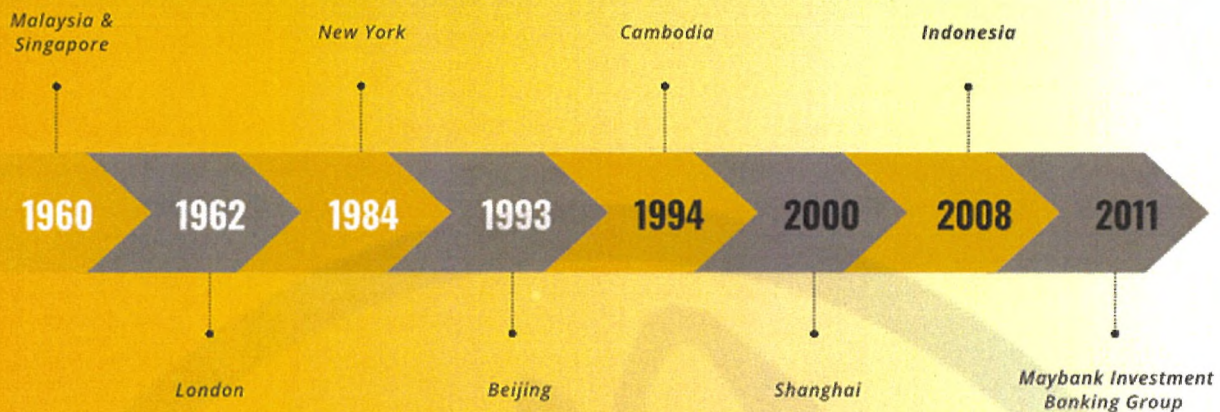 Malaysia &
Singapore
New York
Cambodia
Indonesia
1960
1962
1984
1993
1994
2000
2008
2011
London
Beijing
Shanghai
Maybank Investment
Banking Group